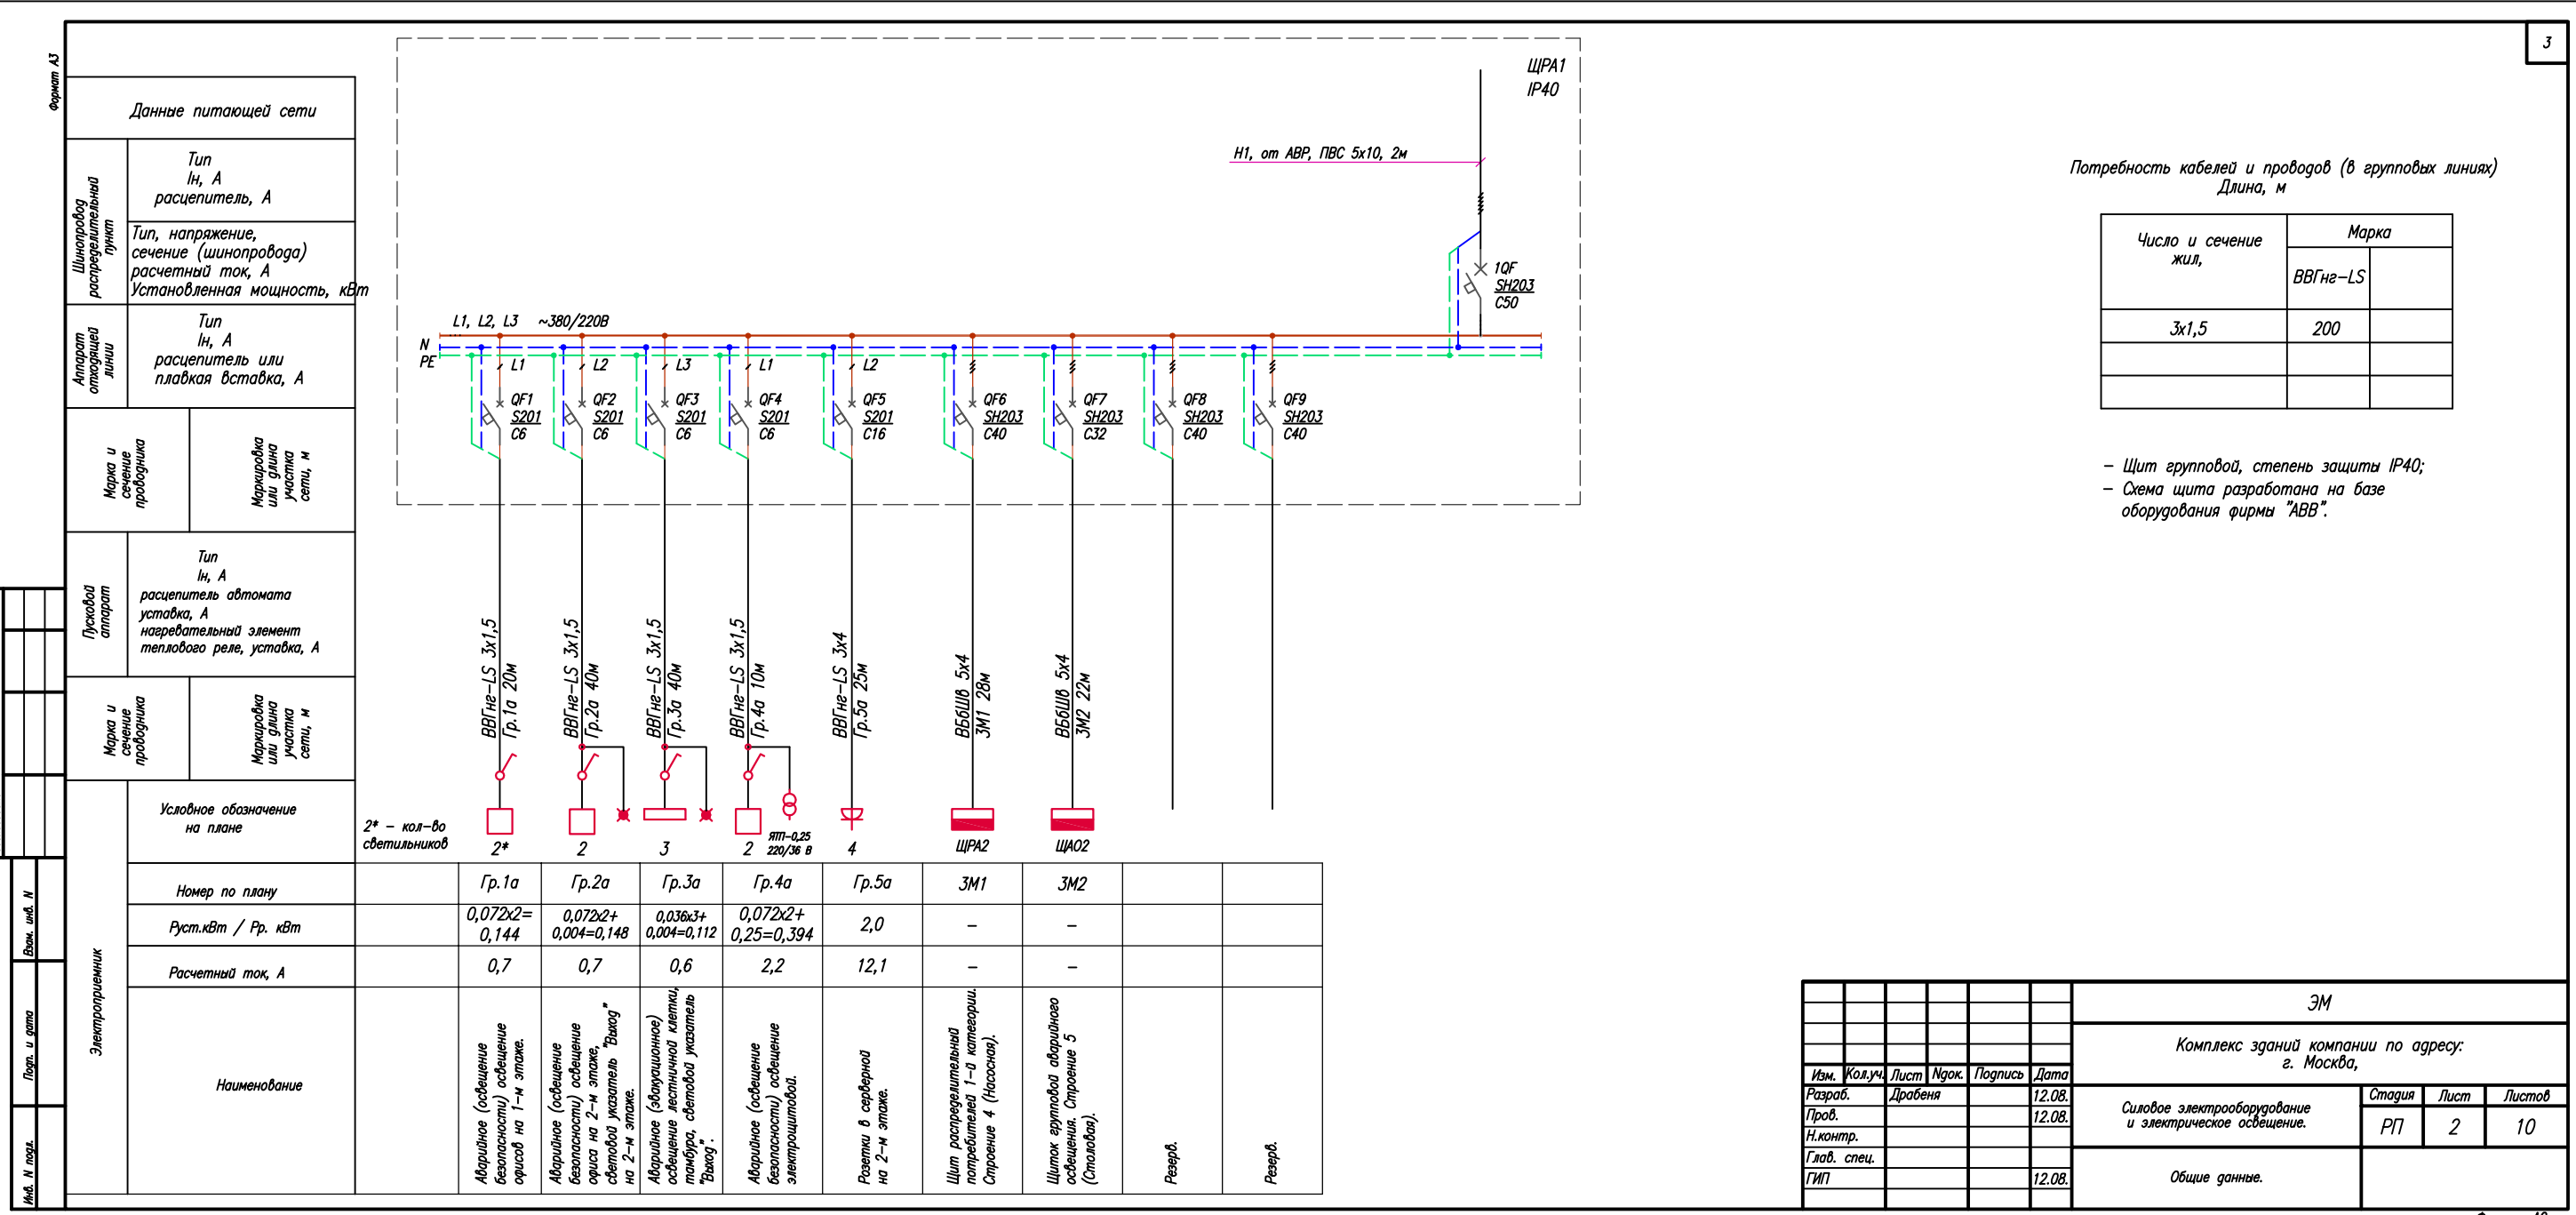 Формат А3
3
Данные питающей сети
Шинопровод
распределительный
пункт
Тип
Iн, А
расцепитель, А
Тип, напряжение,
сечение (шинопровода)
расчетный ток, А
Установленная мощность, кВт
Аппарат
отходящей
линии
Тип
Iн, А
расцепитель или
плавкая вставка, А
Марка и
сечение
проводника
Маркировка
или длина
участка
сети, м
Пусковой
аппарат
Тип
Iн, А
расцепитель автомата
уставка, А
нагревательный элемент
теплового реле, уставка, А
Марка и
сечение
проводника
Маркировка
или длина
участка
сети, м
Электроприемник
Условное обозначение
на плане
Номер по плану
Руст.кВт / Рр. кВт
Расчетный ток, А
Наименование
Взам. инв. N
Подп. и дата
Инв. N подл.
ЩРА1
IP40
Н1, от АВР, ПВС 5х10, 2м
1QF
SH203
C50
L1, L2, L3 ~380/220В
N
PE
L1
L2
L3
L1
L2
QF1
S201
C6
QF2
S201
C6
QF3
S201
C6
QF4
S201
C6
QF5
S201
C16
QF6
SH203
C40
QF7
SH203
C32
QF8
SH203
C40
QF9
SH203
C40
ВВГнг-LS 3х1,5
Гр.1а 20м
ВВГнг-LS 3х1,5
Гр.2а 40м
ВВГнг-LS 3х1,5
Гр.3а 40м
ВВГнг-LS 3х1,5
Гр.4а 10м
ВВГнг-LS 3х4
Гр.5а 25м
ВБбШв 5х4
3М1 28м
ВБбШв 5х4
3М2 22м
2* - кол-во
светильников
2*
2
3
2
ЯТП-0,25
220/36 В
4
ЩРА2
ЩАО2
Гр.1а
Гр.2а
Гр.3а
Гр.4а
Гр.5а
3М1
3М2
0,072х2=
0,144
0,072х2+
0,004=0,148
0,036х3+
0,004=0,112
0,072х2+
0,25=0,394
2,0
-
-
0,7
0,7
0,6
2,2
12,1
-
-
Аварийное (освещение
безопасности) освещение
офисов на 1-м этаже.
Аварийное (освещение
безопасности) освещение
офиса на 2-м этаже,
световой указатель "Выход"
на 2-м этаже.
Аварийное (эвакуационное)
освещение лестничной клетки,
тамбура, световой указатель
"Выход".
Аварийное (освещение
безопасности) освещение
электрощитовой.
Розетки в серверной
на 2-м этаже.
Щит распределительный
потребителей 1-й категории.
Строение 4 (Насосная).
Щиток групповой аварийного
освещения. Строение 5
(Столовая).
Резерв.
Резерв.
Потребность кабелей и проводов (в групповых линиях)
Длина, м
Число и сечение
жил,
Марка
ВВГнг-LS
3х1,5
200
- Щит групповой, степень защиты IP40;
- Схема щита разработана на базе
оборудования фирмы "АВВ".
ЭМ
Комплекс зданий компании по адресу:
г. Москва,
Изм. Кол.уч. Лист Nдок. Подпись Дата
Разраб. Драбеня 12.08.
Пров. 12.08.
Н.контр.
Глав. спец.
ГИП 12.08.
Силовое электрооборудование
и электрическое освещение.
Стадия Лист Листов
РП 2 10
Общие данные.